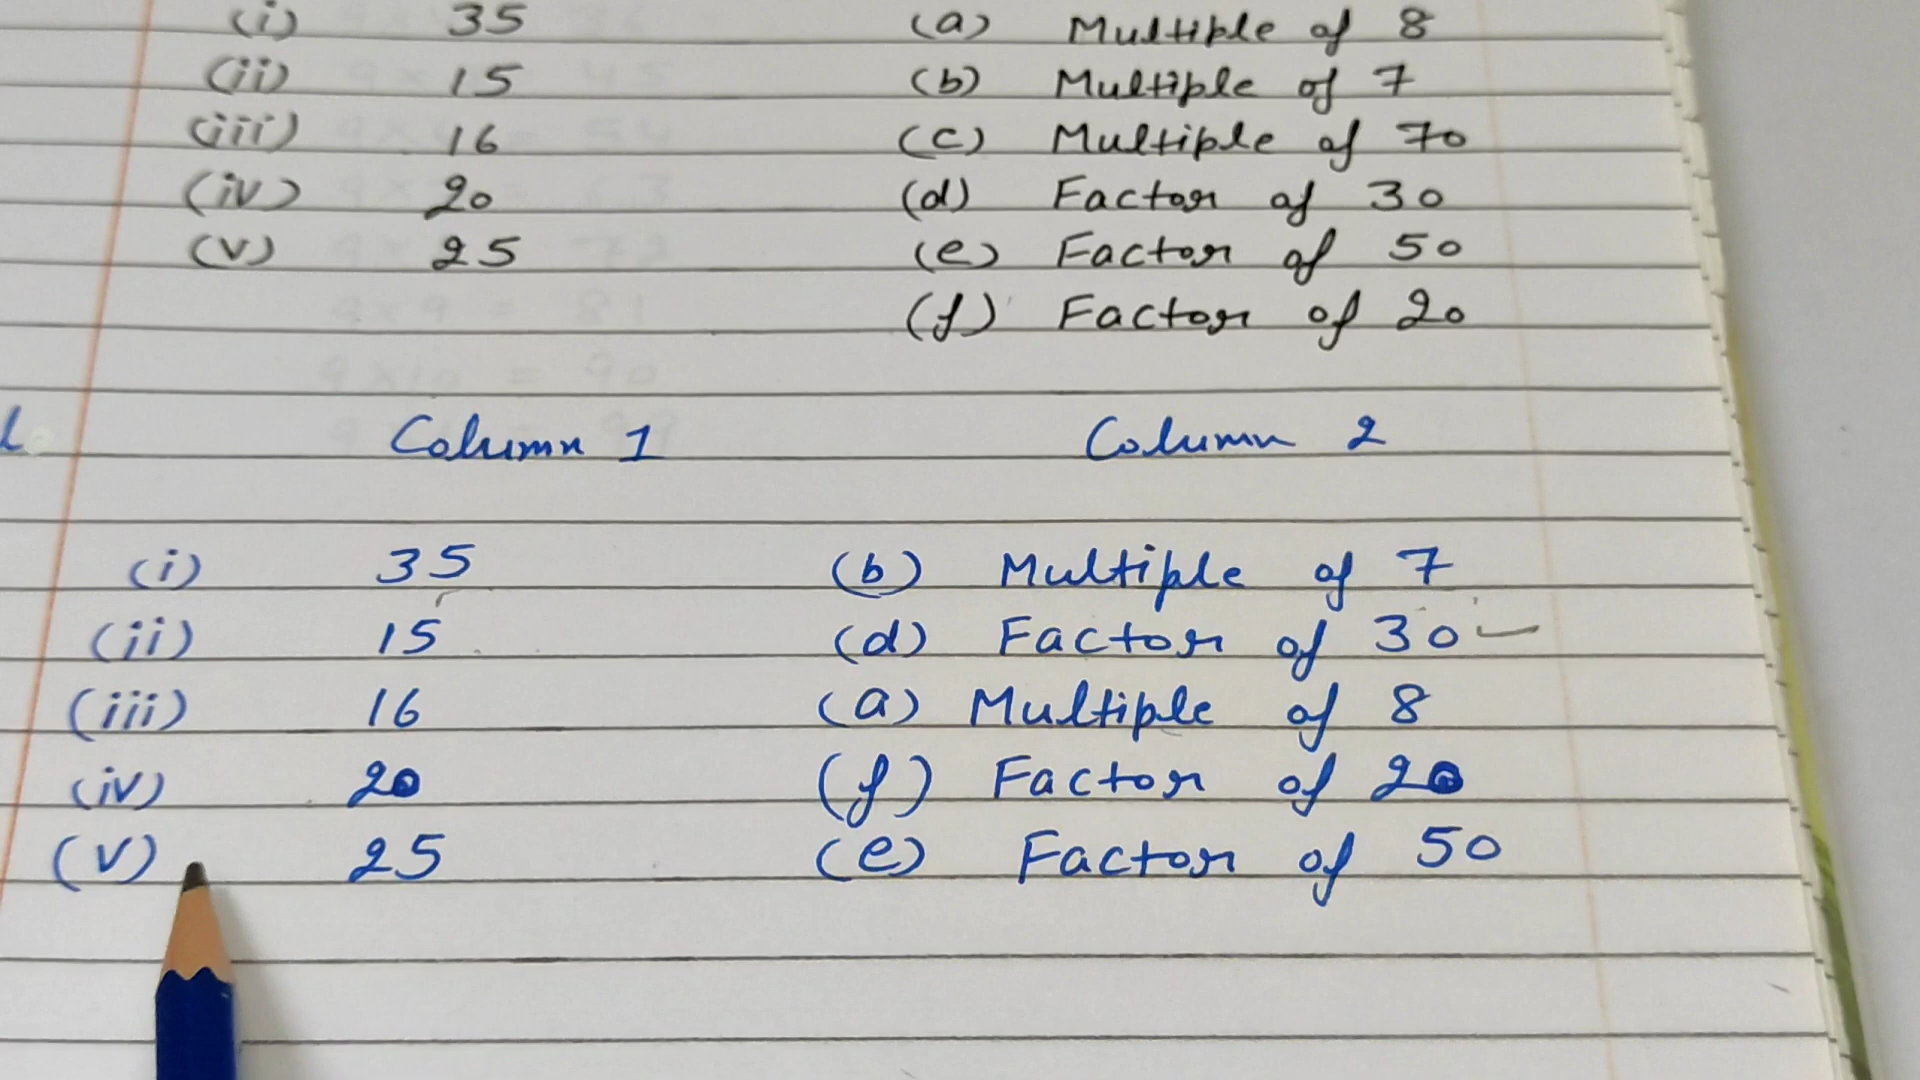 (i) 35 (a) Multiple of 8
(ii) 15 (b) Multiple of 7
(iii) 16 (c) Multiple of 70
(iv) 20 (d) Factor of 30
(v) 25 (e) Factor of 50
(f) Factor of 20
Column 1 Column 2
(i) 35 (b) Multiple of 7
(ii) 15 (d) Factor of 30
(iii) 16 (a) Multiple of 8
(iv) 20 (f) Factor of 20
(v) 25 (e) Factor of 50